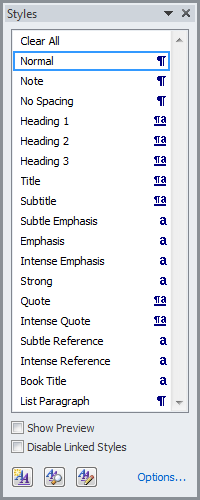 Styles
Clear All
Normal ¶
Note ¶
No Spacing ¶
Heading 1 ¶a
Heading 2 ¶a
Heading 3 ¶a
Title ¶a
Subtitle ¶a
Subtle Emphasis a
Emphasis a
Intense Emphasis a
Strong a
Quote ¶a
Intense Quote ¶a
Subtle Reference a
Intense Reference a
Book Title a
List Paragraph ¶
Show Preview
Disable Linked Styles
Options...